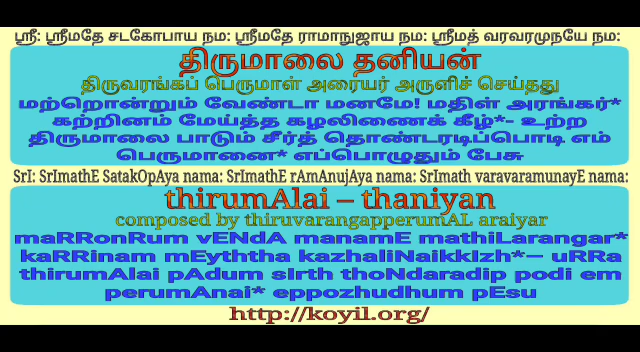 ஸ்ரீ: ஸ்ரீமதே சடகோபாய நம: ஸ்ரீமதே ராமாநுஜாய நம: ஸ்ரீமத் வரவரமுநயே நம:
திருமாலை தனியன்
திருவரங்கப் பெருமாள் அரையர் அருளிச் செய்தது
மற்றொன்றும் வேண்டா மனமே! மதிள் அரங்கர்*
கற்றினம் மேய்த்த கழலிணைக் கீழ்*- உற்ற
திருமாலை பாடும் சீர்த் தொண்டரடிப்பொடி எம்
பெருமானை* எப்பொழுதும் பேசு
SrI: SrImathE SatakOpAya nama: SrImathE rAmAnujAya nama: SrImath varavaramunayE nama:
thirumAlai – thaniyan
composed by thiruvarangapperumAL araiyar
maRRonRum vENdA manamE mathiLarangar*
kaRRinam mEyththa kazhaliNaikkIzh*– uRRa
thirumAlai pAdum sIrth thoNdaradip podi em
perumAnai* eppozhudhum pEsu
http://koyil.org/